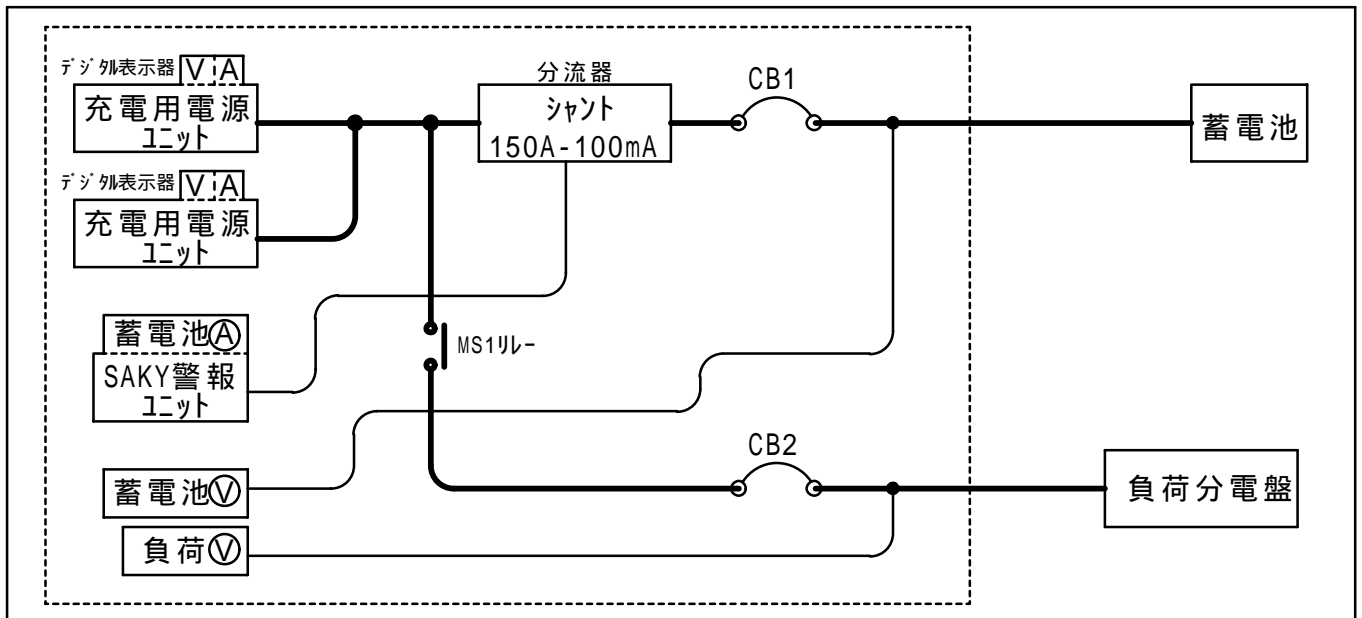 デジタル表示器 V A
充電用電源
ユニット
分流器
シャント
150A-100mA
CB1
蓄電池
デジタル表示器 V A
充電用電源
ユニット
蓄電池Ⓐ
SAKY警報
ユニット
MS1リレー
蓄電池Ⓥ
負荷Ⓥ
CB2
負荷分電盤